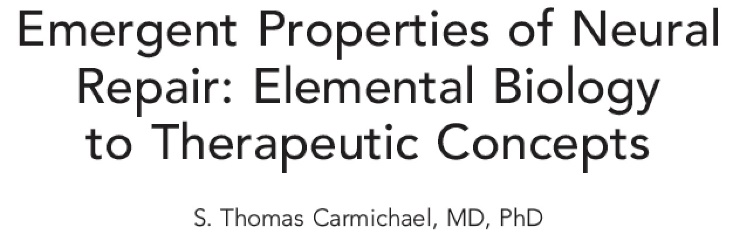 Emergent Properties of Neural
Repair: Elemental Biology
to Therapeutic Concepts
S. Thomas Carmichael, MD, PhD